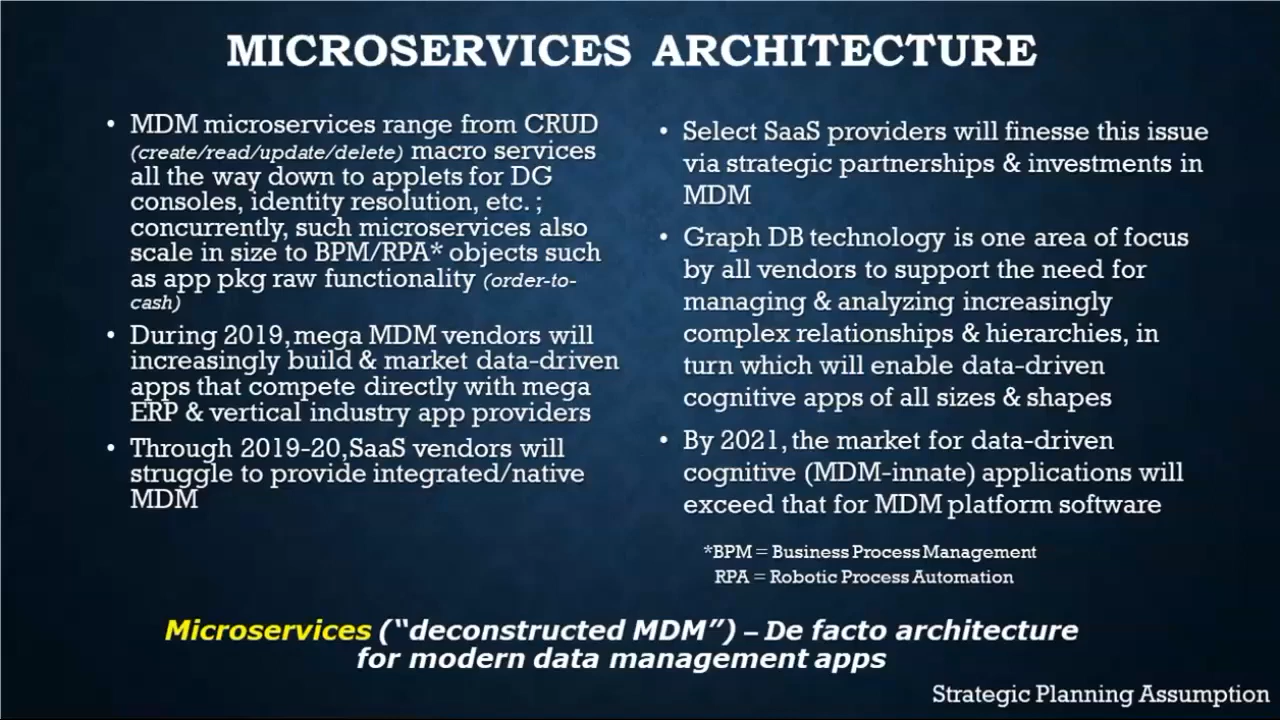 MICROSERVICES ARCHITECTURE
• MDM microservices range from CRUD
(create/read/update/delete) macro services
all the way down to applets for DG
consoles, identity resolution, etc. ;
concurrently, such microservices also
scale in size to BPM/RPA* objects such
as app pkg raw functionality (order-to-
cash)
• During 2019, mega MDM vendors will
increasingly build & market data-driven
apps that compete directly with mega
ERP & vertical industry app providers
• Through 2019-20, SaaS vendors will
struggle to provide integrated/native
MDM
• Select SaaS providers will finesse this issue
via strategic partnerships & investments in
MDM
• Graph DB technology is one area of focus
by all vendors to support the need for
managing & analyzing increasingly
complex relationships & hierarchies, in
turn which will enable data-driven
cognitive apps of all sizes & shapes
• By 2021, the market for data-driven
cognitive (MDM-innate) applications will
exceed that for MDM platform software
*BPM = Business Process Management
RPA = Robotic Process Automation
Microservices (“deconstructed MDM”) – De facto architecture
for modern data management apps
Strategic Planning Assumption